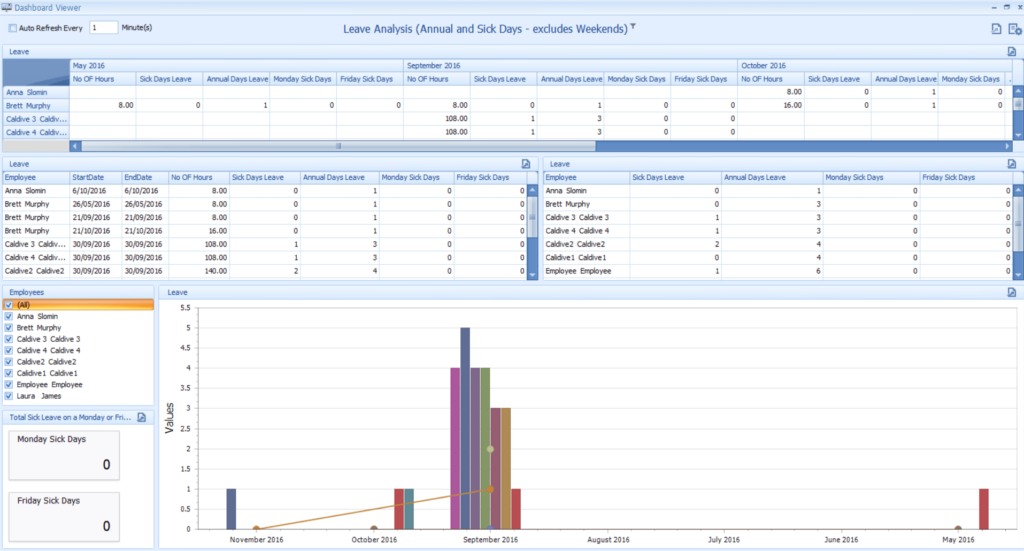 Dashboard Viewer
Auto Refresh Every 1 Minute(s)
Leave Analysis (Annual and Sick Days - excludes Weekends)
Leave
May 2016 September 2016 October 2016
No OF Hours Sick Days Leave Annual Days Leave Monday Sick Days Friday Sick Days No OF Hours Sick Days Leave Annual Days Leave Monday Sick Days Friday Sick Days No OF Hours Sick Days Leave Annual Days Leave Monday Sick Days
Anna Slomin 8.00 0 1 0
Brett Murphy 8.00 0 1 0 0 8.00 0 1 0 0 16.00 0 1 0
Caldive 3 Caldiv... 108.00 1 3 0 0
Caldive 4 Caldiv... 108.00 1 3 0 0
Leave
Employee StartDate EndDate No OF Hours Sick Days Leave Annual Days Leave Monday Sick Days Friday Sick Days
Anna Slomin 6/10/2016 6/10/2016 8.00 0 1 0 0
Brett Murphy 26/05/2016 26/05/2016 8.00 0 1 0 0
Brett Murphy 21/09/2016 21/09/2016 8.00 0 1 0 0
Brett Murphy 21/10/2016 21/10/2016 16.00 0 1 0 0
Caldive 3 Caldiv... 30/09/2016 30/09/2016 108.00 1 3 0 0
Caldive 4 Caldiv... 30/09/2016 30/09/2016 108.00 1 3 0 0
Caldive2 Caldive2 30/09/2016 30/09/2016 140.00 2 4 0 0
Leave
Employee Sick Days Leave Annual Days Leave Monday Sick Days Friday Sick Days
Anna Slomin 0 1 0 0
Brett Murphy 0 3 0 0
Caldive 3 Caldive 3 1 3 0 0
Caldive 4 Caldive 4 1 3 0 0
Caldive2 Caldive2 2 4 0 0
Caldive1 Caldive1 0 4 0 0
Employee Employee 1 6 0 0
Employees
(All)
Anna Slomin
Brett Murphy
Caldive 3 Caldive 3
Caldive 4 Caldive 4
Caldive2 Caldive2
Caldive1 Caldive1
Employee Employee
Laura James
Total Sick Leave on a Monday or Fri...
Monday Sick Days
0
Friday Sick Days
0
Leave
Values
5.5
5
4.5
4
3.5
3
2.5
2
1.5
1
0.5
0
November 2016 October 2016 September 2016 August 2016 July 2016 June 2016 May 2016